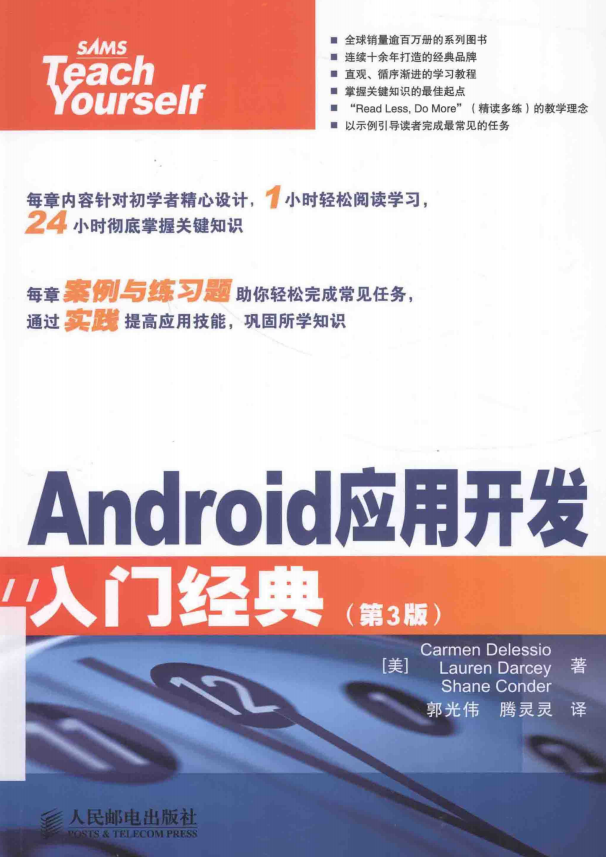 SAMS
Teach
Yourself
■ 全球销量逾百万册的系列图书
■ 连续十余年打造的经典品牌
■ 直观、循序渐进的学习教程
■ 掌握关键知识的最佳起点
■ “Read Less, Do More”（精读多练）的教学理念
■ 以示例引导读者完成最常见的任务
每章内容针对初学者精心设计，1小时轻松阅读学习，
24小时彻底掌握关键知识
每章案例与练习题助你轻松完成常见任务，
通过实践提高应用技能，巩固所学知识
Android应用开发
入门经典（第3版）
[美] Carmen Delessio
Lauren Darcey 著
Shane Conder
郭光伟 腾灵灵 译
11
12
人民邮电出版社
POSTS & TELECOM PRESS